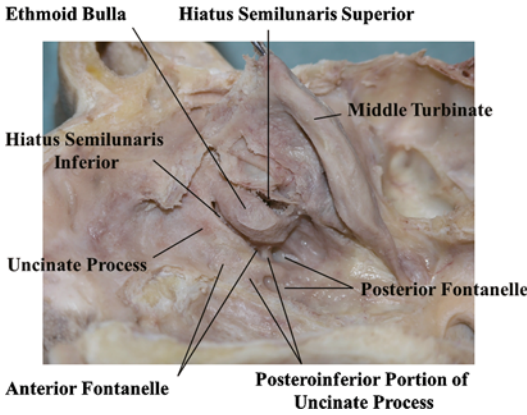 Ethmoid Bulla
Hiatus Semilunaris Superior
Middle Turbinate
Hiatus Semilunaris
Inferior
Uncinate Process
Posterior Fontanelle
Anterior Fontanelle
Posteroinferior Portion of
Uncinate Process